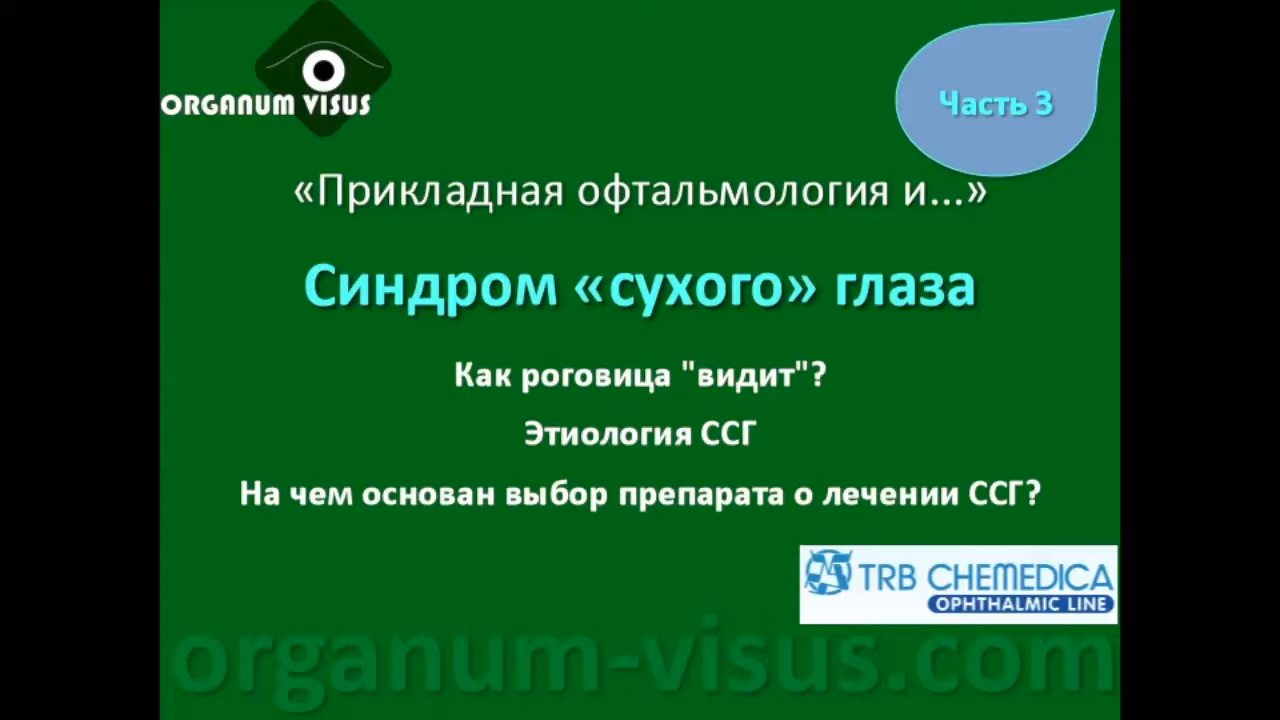 ORGANUM VISUS
Часть 3
«Прикладная офтальмология и...»
Синдром «сухого» глаза
Как роговица "видит"?
Этиология ССГ
На чем основан выбор препарата о лечении ССГ?
TRB CHEMEDICA
OPHTHALMIC LINE
organum-visus.com